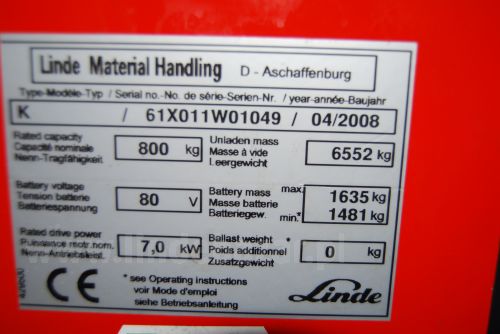 Linde Material Handling D - Aschaffenburg
Type-Modèle-Typ / Serial no.-No. de série-Serien-Nr. / year-année-Baujahr
K / 61X011W01049 / 04/2008
Rated capacity
Capacité nominale
Nenn-Tragfähigkeit
800 kg
Unladen mass
Masse à vide
Leergewicht
6552 kg
Battery voltage
Tension batterie
Batteriespannung
80 V
Battery mass max.
Masse batterie
Batteriegew. min.*
1635 kg
1481 kg
Rated drive power
Puissance motr.nom.
Nenn-Antriebsleist.
7,0 kW
Ballast weight *
Poids additionnel
Zusatzgewicht
0 kg
CE
* see Operating instructions
voir Mode d'emploi
siehe Betriebsanleitung
Linde